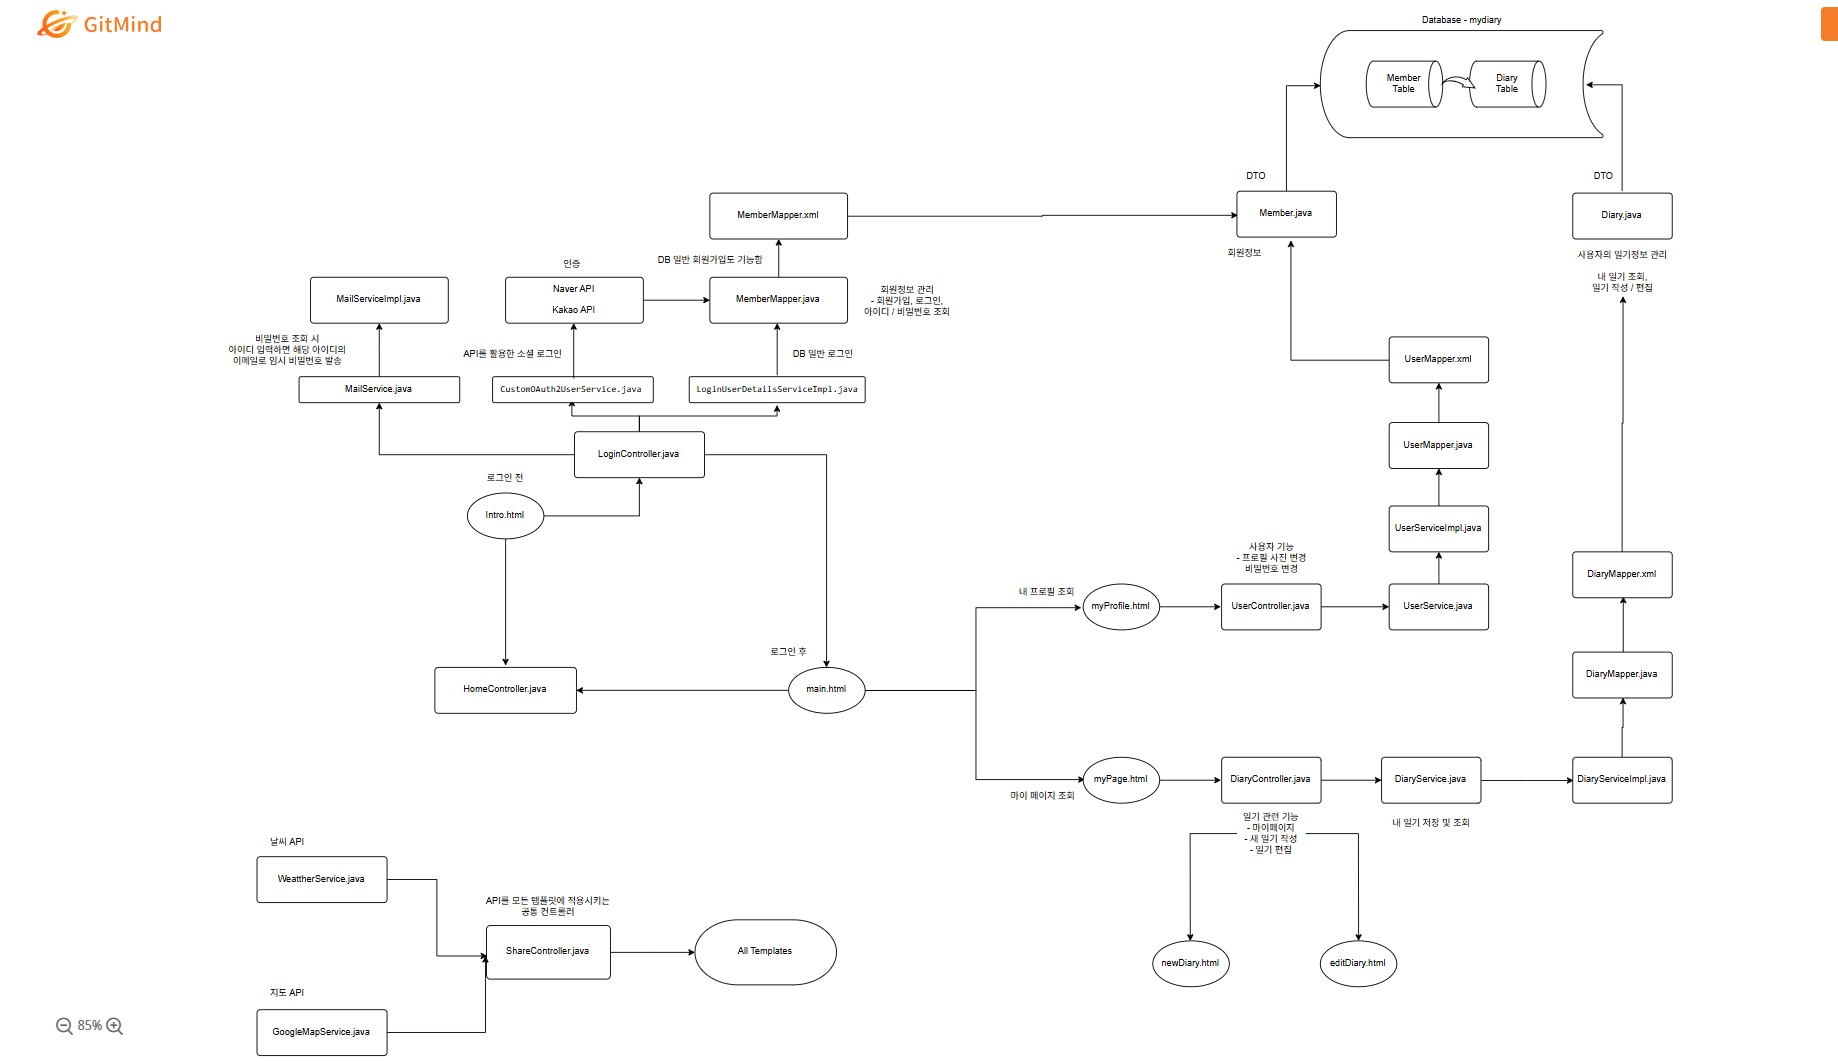 GitMind
Database - mydiary
Member
Table
Diary
Table
DTO
DTO
MemberMapper.xml
Member.java
Diary.java
회원정보
사용자의 일기정보 관리
내 일기 조회,
일기 작성 / 편집
인증
DB 일반 회원가입도 기능함
MailServiceImpl.java
Naver API
Kakao API
MemberMapper.java
회원정보 관리
- 회원가입, 로그인,
아이디 / 비밀번호 조회
비밀번호 조회 시
아이디 입력하면 해당 아이디의
이메일로 임시 비밀번호 발송
API를 활용한 소셜 로그인
DB 일반 로그인
UserMapper.xml
MailService.java
CustomOAuth2UserService.java
LoginUserDetailsServiceImpl.java
LoginController.java
UserMapper.java
로그인 전
Intro.html
UserServiceImpl.java
사용자 기능
- 프로필 사진 변경
비밀번호 변경
DiaryMapper.xml
내 프로필 조회
myProfile.html
UserController.java
UserService.java
로그인 후
HomeController.java
main.html
DiaryMapper.java
myPage.html
DiaryController.java
DiaryService.java
DiaryServiceImpl.java
마이 페이지 조회
일기 관련 기능
- 마이페이지
- 새 일기 작성
- 일기 편집
내 일기 저장 및 조회
날씨 API
WeattherService.java
API를 모든 템플릿에 적용시키는
공통 컨트롤러
ShareController.java
All Templates
newDiary.html
editDiary.html
지도 API
GoogleMapService.java
85%